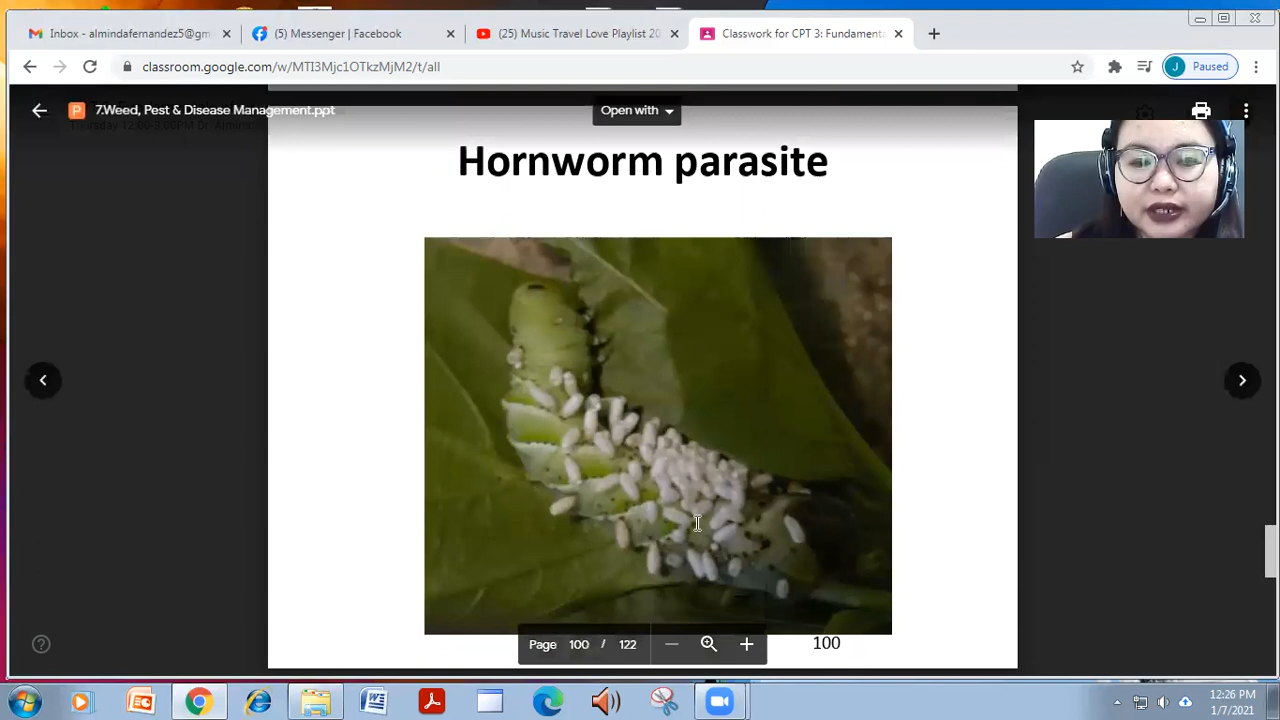 Inbox - almindafernandez5@gm
(5) Messenger | Facebook
(25) Music Travel Love Playlist 20
Classwork for CPT 3: Fundamenta
classroom.google.com/w/MTI3Mjc1OTkzMjM2/t/all
J
Paused
P
7.Weed, Pest & Disease Management.ppt
Open with
Hornworm parasite
Page 100 / 122
100
12:26 PM
1/7/2021